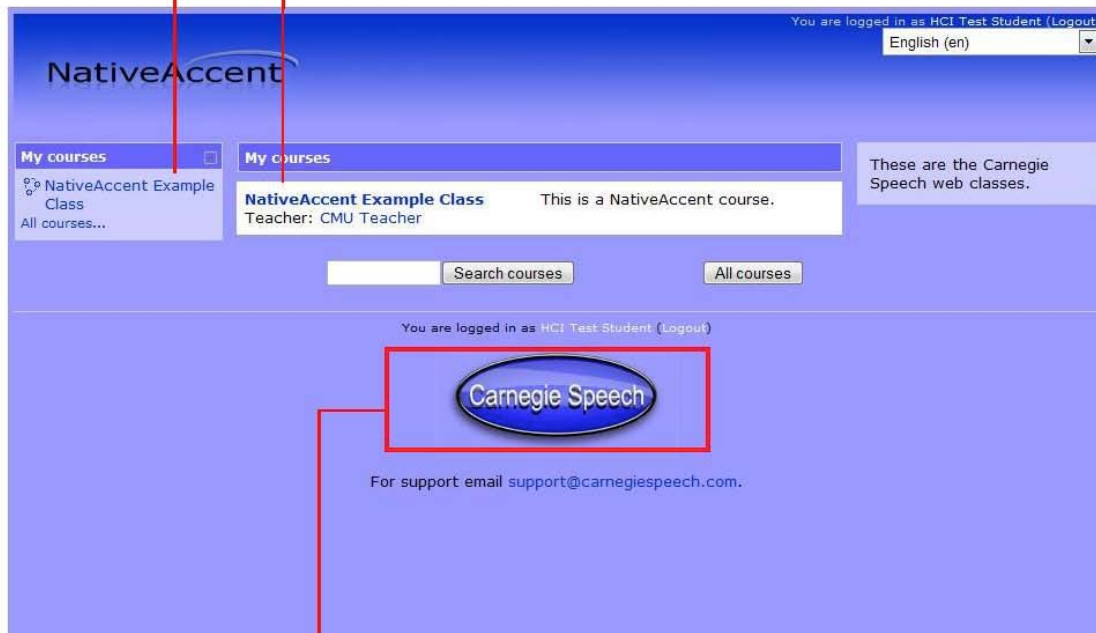 You are logged in as HCI Test Student (Logout
English (en)
NativeAccent
My courses
NativeAccent Example
Class
All courses...
My courses
NativeAccent Example Class This is a NativeAccent course.
Teacher: CMU Teacher
These are the Carnegie
Speech web classes.
Search courses All courses
You are logged in as HCI Test Student (Logout)
Carnegie Speech
For support email support@carnegiespeech.com.